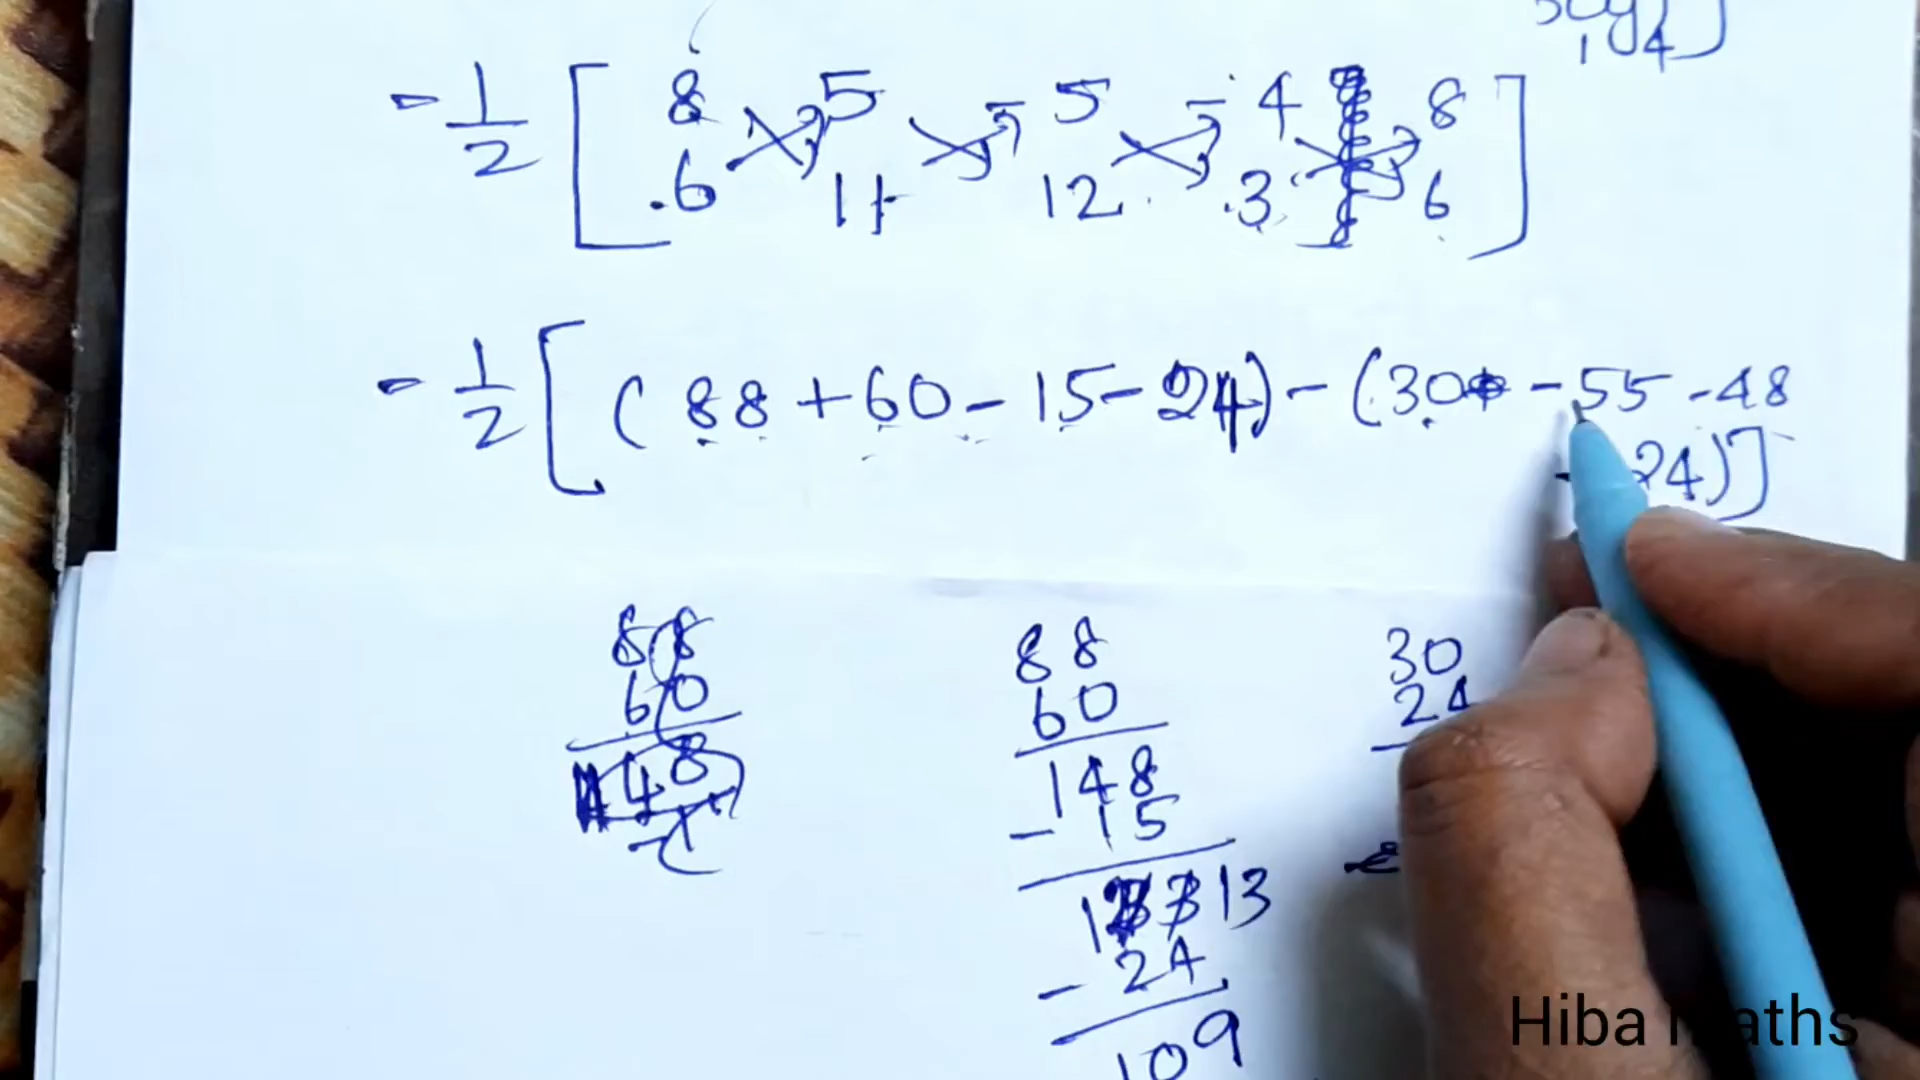 - 1/2 [ 8 5 -5 -4 8
6 11 12 3 6 ]
- 1/2 [ ( 88 + 60 - 15 - 24 ) - ( 30 - 55 - 48
24 ) ]
88 88 30
60 60 24
148 148
- 15
13
- 24
109
Hiba Maths